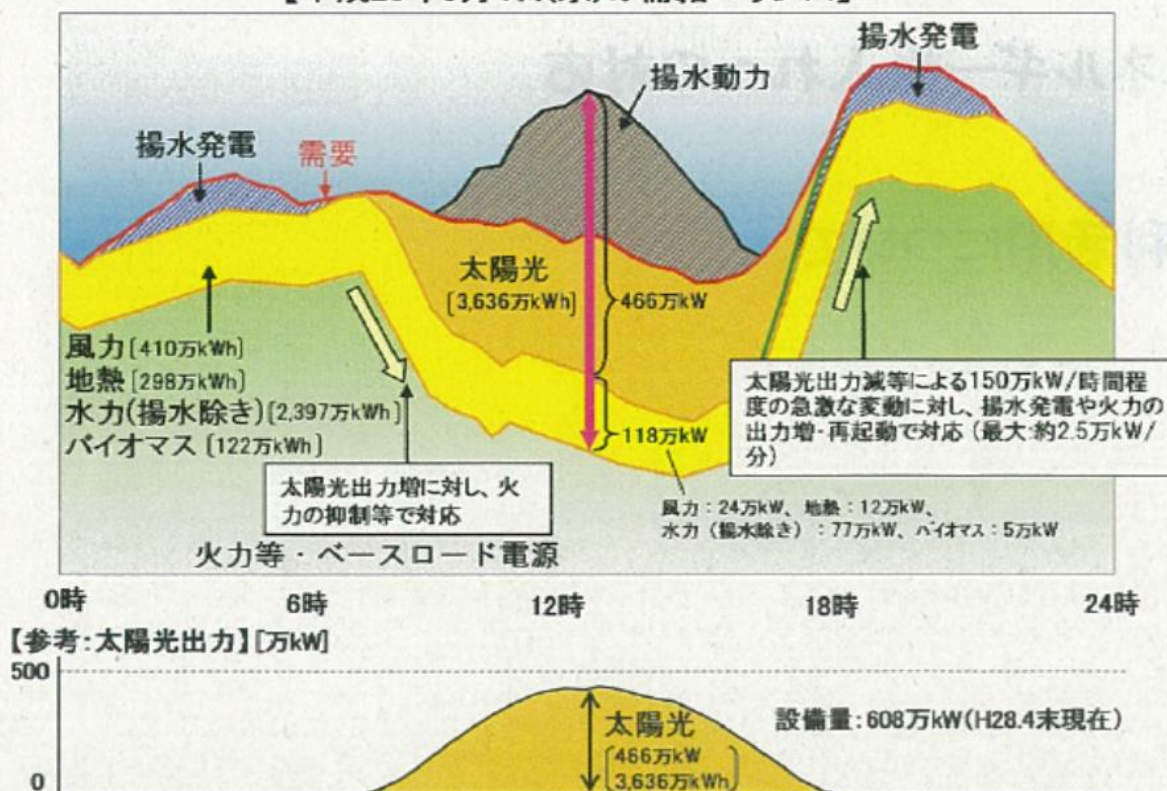 揚水発電
揚水動力
揚水発電
需要
太陽光
[3,636万kWh]
466万kW
風力[410万kWh]
地熱[298万kWh]
水力(揚水除き)[2,397万kWh]
バイオマス[122万kWh]
118万kW
太陽光出力減等による150万kW/時間程
度の急激な変動に対し、揚水発電や火力の
出力増・再起動で対応(最大:約2.5万kW/
分)
太陽光出力増に対し、火
力の抑制等で対応
風力:24万kW、地熱:12万kW、
水力(揚水除き):77万kW、バイオマス:5万kW
火力等・ベースロード電源
0時 6時 12時 18時 24時
【参考:太陽光出力】[万kW]
500
太陽光
[466万kW
3,636万kWh]
設備量:608万kW(H28.4末現在)
0